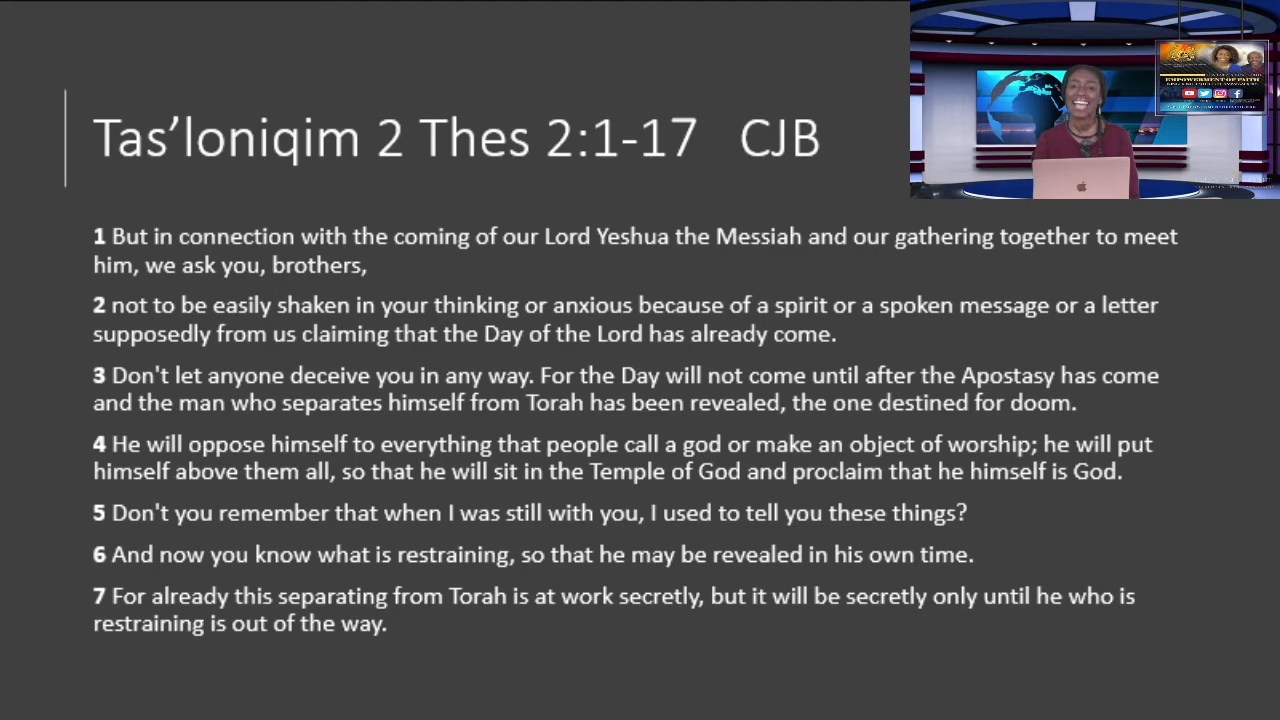 Tas’loniqim 2 Thes 2:1-17 CJB
EMPOWERMENT OF FAITH
1 But in connection with the coming of our Lord Yeshua the Messiah and our gathering together to meet
him, we ask you, brothers,
2 not to be easily shaken in your thinking or anxious because of a spirit or a spoken message or a letter
supposedly from us claiming that the Day of the Lord has already come.
3 Don't let anyone deceive you in any way. For the Day will not come until after the Apostasy has come
and the man who separates himself from Torah has been revealed, the one destined for doom.
4 He will oppose himself to everything that people call a god or make an object of worship; he will put
himself above them all, so that he will sit in the Temple of God and proclaim that he himself is God.
5 Don't you remember that when I was still with you, I used to tell you these things?
6 And now you know what is restraining, so that he may be revealed in his own time.
7 For already this separating from Torah is at work secretly, but it will be secretly only until he who is
restraining is out of the way.